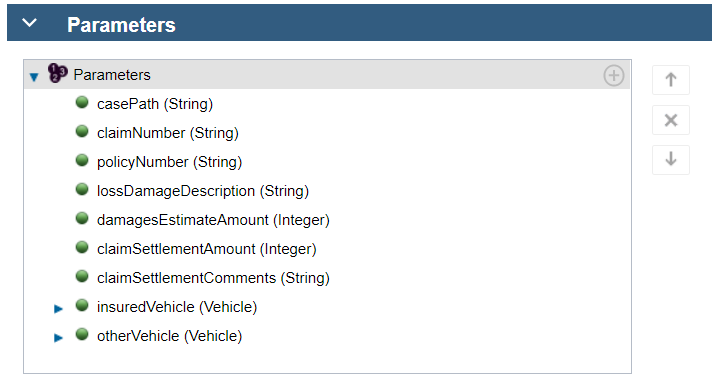 Parameters
Parameters
casePath (String)
claimNumber (String)
policyNumber (String)
lossDamageDescription (String)
damagesEstimateAmount (Integer)
claimSettlementAmount (Integer)
claimSettlementComments (String)
insuredVehicle (Vehicle)
otherVehicle (Vehicle)